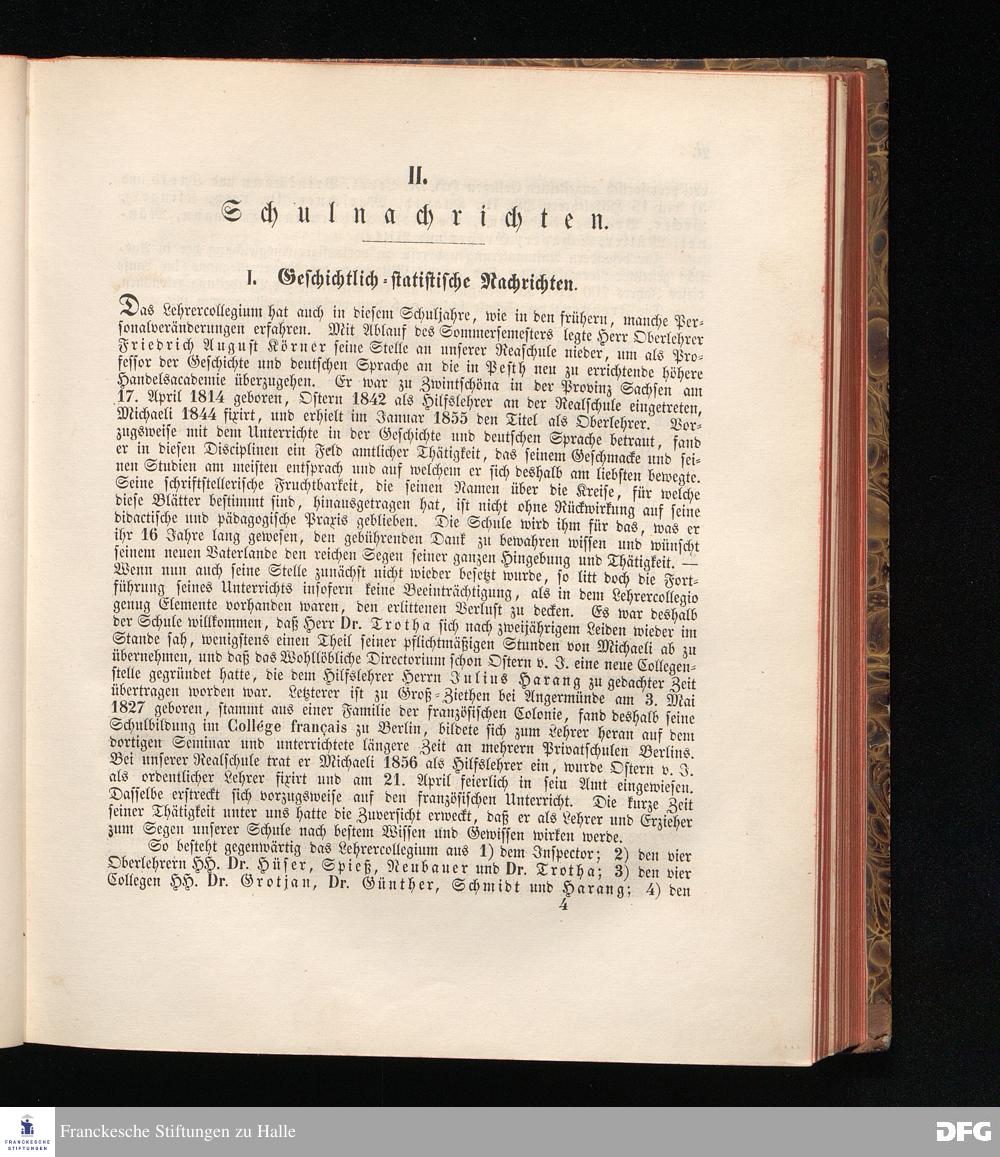 II.
Schulnachrichten.
I. Geschichtlich-statistische Nachrichten.
Das Lehrercollegium hat auch in diesem Schuljahre, wie in den frühern, manche Per-
sonalveränderungen erfahren. Mit Ablauf des Sommersemesters legte Herr Oberlehrer
Friedrich August Körner seine Stelle an unserer Reaschule nieder, um als Pro-
fessor der Geschichte und deutschen Sprache an die in Pesth neu zu errichtende höhere
Handelsacademie überzugehen. Er war zu Zwintschöna in der Provinz Sachsen am
17. April 1814 geboren, Ostern 1842 als Hilfslehrer an der Realschule eingetreten,
Michaeli 1844 fixirt, und erhielt im Januar 1855 den Titel als Oberlehrer. Vor-
zugsweise mit dem Unterrichte in der Geschichte und deutschen Sprache betraut, fand
er in diesen Disciplinen ein Feld amtlicher Thätigkeit, das seinem Geschmacke und sei-
nen Studien am meisten entsprach und auf welchem er sich deshalb am liebsten bewegte.
Seine schriftstellerische Fruchtbarkeit, die seinen Namen über die Kreise, für welche
diese Blätter bestimmt sind, hinausgetragen hat, ist nicht ohne Rückwirkung auf seine
didactische und pädagogische Praxis geblieben. Die Schule wird ihm für das, was er
ihr 16 Jahre lang gewesen, den gebührenden Dank zu bewahren wissen und wünscht
seinem neuen Vaterlande den reichen Segen seiner ganzen Hingebung und Thätigkeit. —
Wenn nun auch seine Stelle zunächst nicht wieder besetzt wurde, so litt doch die Fort-
führung seines Unterrichts insofern keine Beeinträchtigung, als in dem Lehrercollegio
genug Elemente vorhanden waren, den erlittenen Verlust zu decken. Es war deshalb
der Schule willkommen, daß Herr Dr. Trotha sich nach zweijährigem Leiden wieder im
Stande sah, wenigstens einen Theil seiner pflichtmäßigen Stunden von Michaeli ab zu
übernehmen, und daß das Wohllöbliche Directorium schon Ostern v. J. eine neue Collegen-
stelle gegründet hatte, die dem Hilfslehrer Herrn Julius Harang zu gedachter Zeit
übertragen worden war. Letzterer ist zu Groß-Ziethen bei Angermünde am 3. Mai
1827 geboren, stammt aus einer Familie der französischen Colonie, fand deshalb seine
Schulbildung im Collége français zu Berlin, bildete sich zum Lehrer heran auf dem
dortigen Seminar und unterrichtete längere Zeit an mehrern Privatschulen Berlins.
Bei unserer Realschule trat er Michaeli 1856 als Hilfslehrer ein, wurde Ostern v. J.
als ordentlicher Lehrer fixirt und am 21. April feierlich in sein Amt eingewiesen.
Dasselbe erstreckt sich vorzugsweise auf den französischen Unterricht. Die kurze Zeit
seiner Thätigkeit unter uns hatte die Zuversicht erweckt, daß er als Lehrer und Erzieher
zum Segen unserer Schule nach bestem Wissen und Gewissen wirken werde.
So besteht gegenwärtig das Lehrercollegium aus 1) dem Inspector; 2) den vier
Oberlehrern HH. Dr. Hüser, Spieß, Neubauer und Dr. Trotha; 3) den vier
Collegen HH. Dr. Grotjan, Dr. Günther, Schmidt und Harang; 4) den
4
FRANCKESCHE
STIFTUNGEN
Franckesche Stiftungen zu Halle
DFG